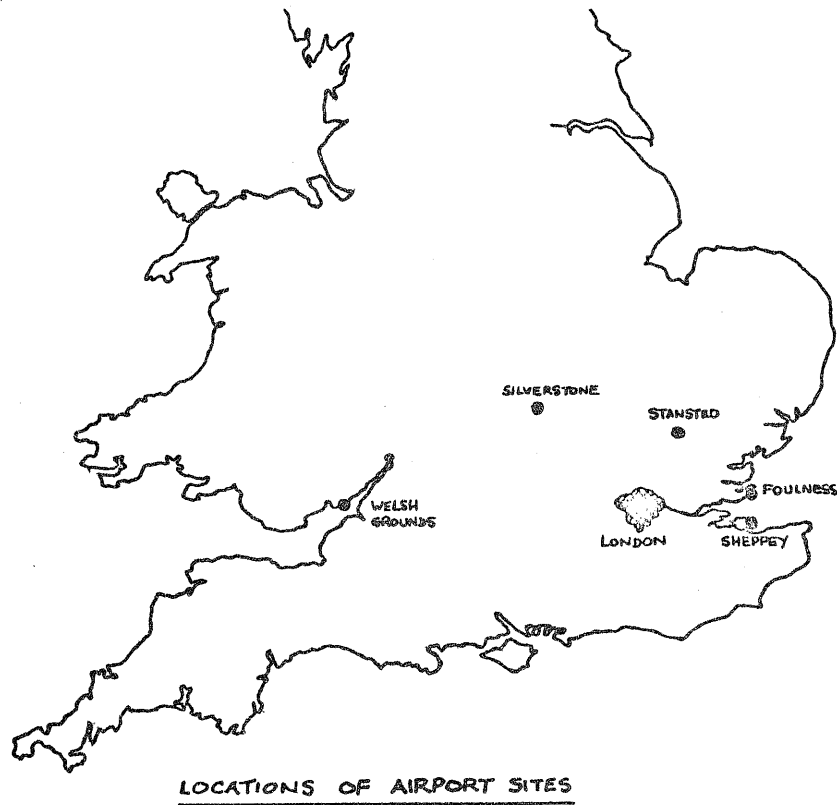 SILVERSTONE
STANSTED
FOULNESS
WELSH
GROUNDS
LONDON
SHEPPEY
LOCATIONS OF AIRPORT SITES